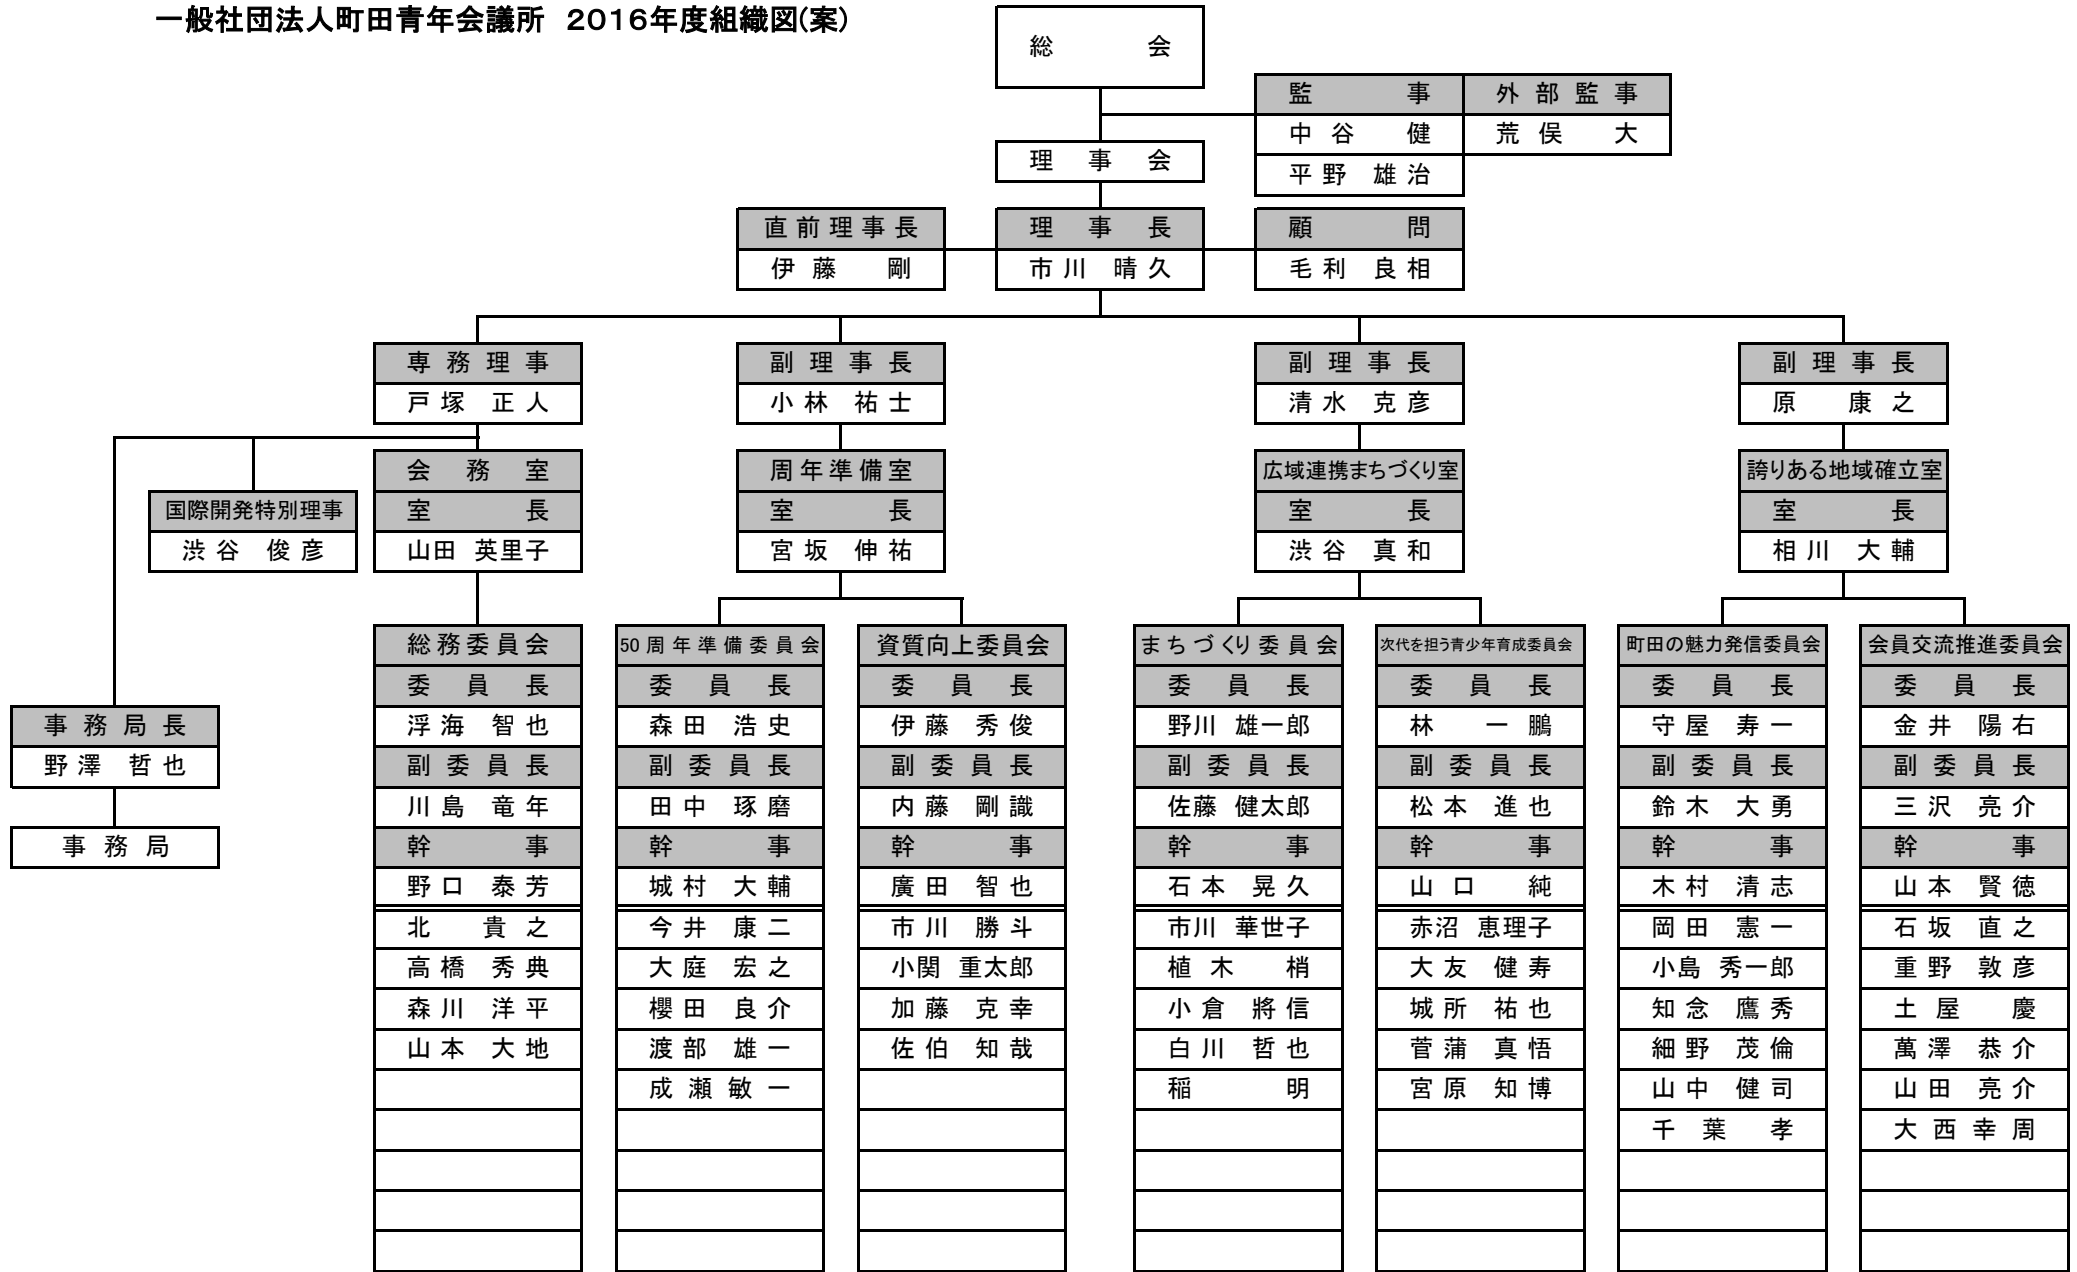 一般社団法人町田青年会議所　2016年度組織図(案)
総会
監事 外部監事
中谷 健 荒俣 大
理事会
平野 雄治
直前理事長 理事長 顧問
伊藤 剛 市川 晴久 毛利 良相
専務理事 副理事長 副理事長 副理事長
戸塚 正人 小林 祐士 清水 克彦 原 康之
会務室 周年準備室 広域連携まちづくり室 誇りある地域確立室
国際開発特別理事 室長 室長 室長 室長
渋谷 俊彦 山田 英里子 宮坂 伸祐 渋谷 真和 相川 大輔
総務委員会 50周年準備委員会 資質向上委員会 まちづくり委員会 次代を担う青少年育成委員会 町田の魅力発信委員会 会員交流推進委員会
委員長 委員長 委員長 委員長 委員長 委員長 委員長
事務局長 浮海 智也 森田 浩史 伊藤 秀俊 野川 雄一郎 林 一鵬 守屋 寿一 金井 陽右
野澤 哲也 副委員長 副委員長 副委員長 副委員長 副委員長 副委員長 副委員長
川島 竜年 田中 琢磨 内藤 剛識 佐藤 健太郎 松本 進也 鈴木 大勇 三沢 亮介
事務局 幹事 幹事 幹事 幹事 幹事 幹事 幹事
野口 泰芳 城村 大輔 廣田 智也 石本 晃久 山口 純 木村 清志 山本 賢徳
北 貴之 今井 康二 市川 勝斗 市川 華世子 赤沼 恵理子 岡田 憲一 石坂 直之
高橋 秀典 大庭 宏之 小関 重太郎 植木 梢 大友 健寿 小島 秀一郎 重野 敦彦
森川 洋平 櫻田 良介 加藤 克幸 小倉 將信 城所 祐也 知念 鷹秀 土屋 慶
山本 大地 渡部 雄一 佐伯 知哉 白川 哲也 菅蒲 真悟 細野 茂倫 萬澤 恭介
成瀬敏一 稲 明 宮原 知博 山中 健司 山田 亮介
千葉 孝 大西幸周